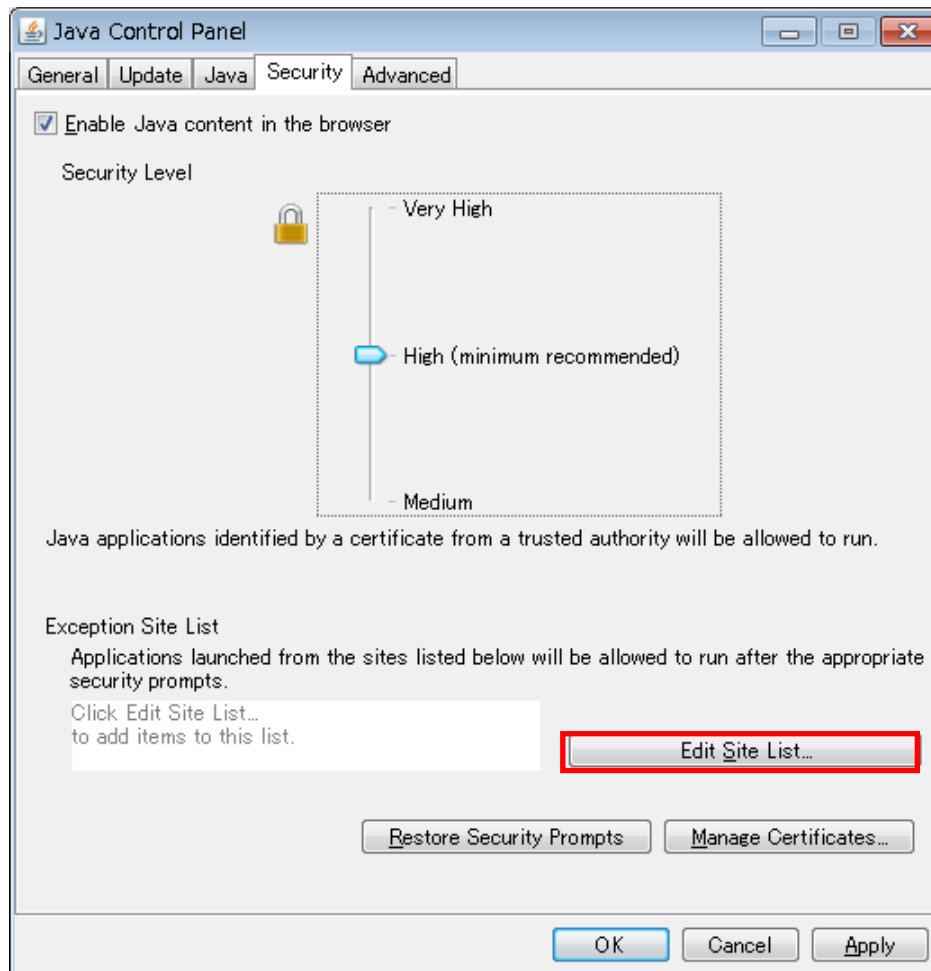 Java Control Panel
General Update Java Security Advanced
Enable Java content in the browser
Security Level
Very High
High (minimum recommended)
Medium
Java applications identified by a certificate from a trusted authority will be allowed to run.
Exception Site List
Applications launched from the sites listed below will be allowed to run after the appropriate
security prompts.
Click Edit Site List...
to add items to this list.
Edit Site List...
Restore Security Prompts Manage Certificates...
OK Cancel Apply